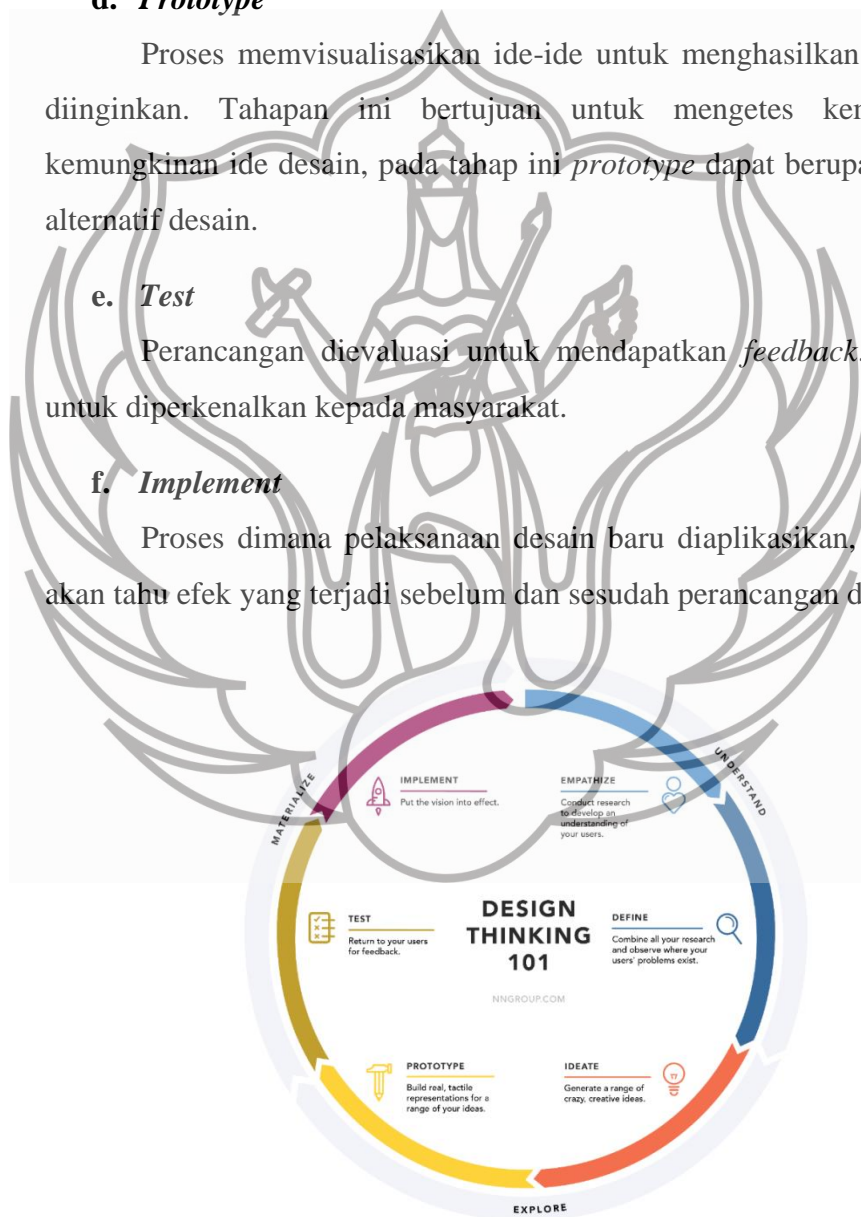 d. Prototype
Proses memvisualisasikan ide-ide untuk menghasilkan
diinginkan. Tahapan ini bertujuan untuk mengetes
kemungkinan ide desain, pada tahap ini prototype dapat berupa
alternatif desain.
e. Test
Perancangan dievaluasi untuk mendapatkan feedback
untuk diperkenalkan kepada masyarakat.
f. Implement
Proses dimana pelaksanaan desain baru diaplikasikan,
akan tahu efek yang terjadi sebelum dan sesudah perancangan
MATERIALIZE
UNDERSTAND
IMPLEMENT
Put the vision into effect.
EMPATHIZE
Conduct research
to develop an
understanding of
your users.
TEST
Return to your users
for feedback.
DESIGN
THINKING
101
NNGROUP.COM
DEFINE
Combine all your research
and observe where your
users' problems exist.
PROTOTYPE
Build real, tactile
representations for a
range of your ideas.
IDEATE
Generate a range of
crazy, creative ideas.
EXPLORE